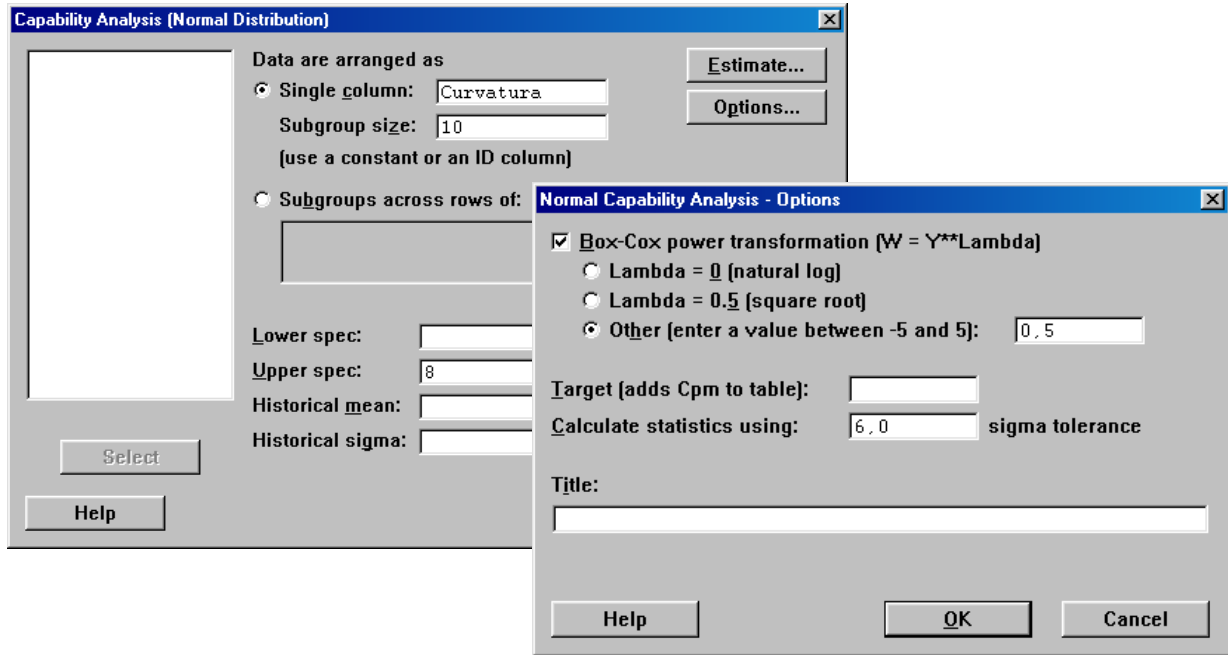 Capability Analysis (Normal Distribution)
Data are arranged as
Single column: Curvatura
Subgroup size: 10
(use a constant or an ID column)
Subgroups across rows of:
Lower spec:
Upper spec: 8
Historical mean:
Historical sigma:
Estimate...
Options...
Select
Help
Normal Capability Analysis - Options
Box-Cox power transformation (W = Y**Lambda)
Lambda = 0 (natural log)
Lambda = 0.5 (square root)
Other (enter a value between -5 and 5): 0,5
Target (adds Cpm to table):
Calculate statistics using: 6,0 sigma tolerance
Title:
Help OK Cancel